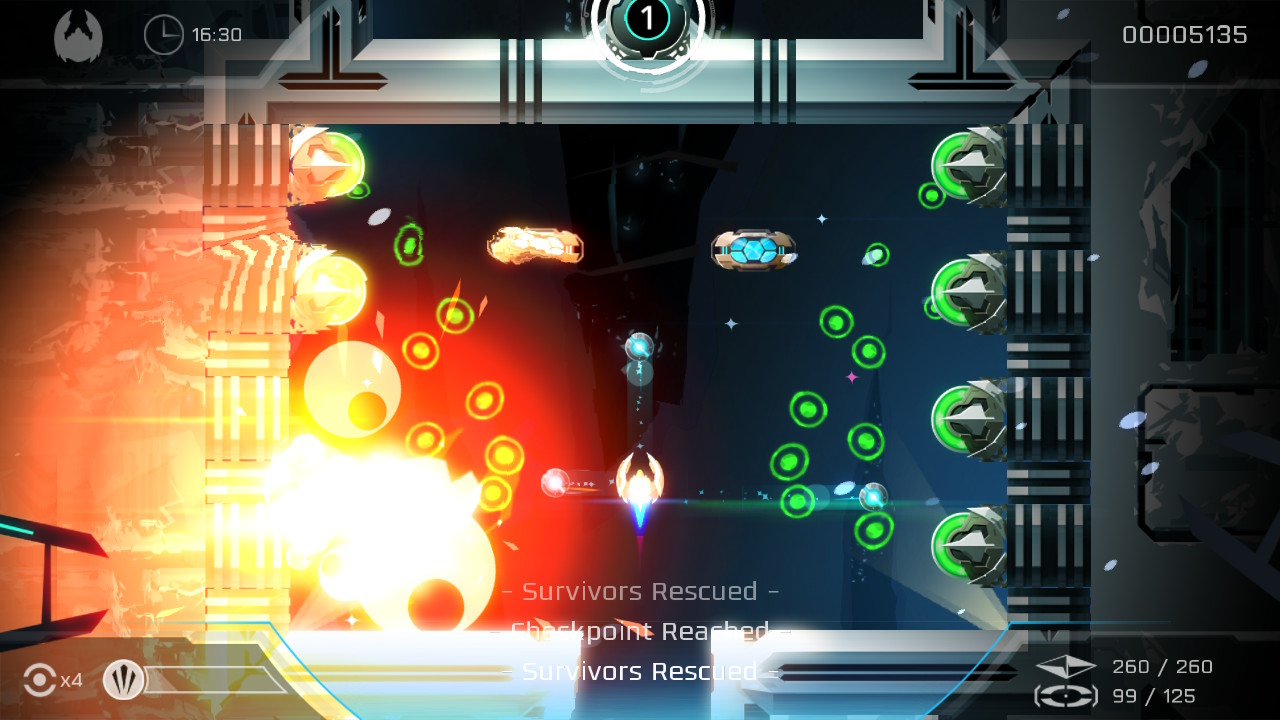 16:30
1
00005135
- Survivors Rescued -
- Checkpoint Reached -
- Survivors Rescued -
x4
260 / 260
99 / 125